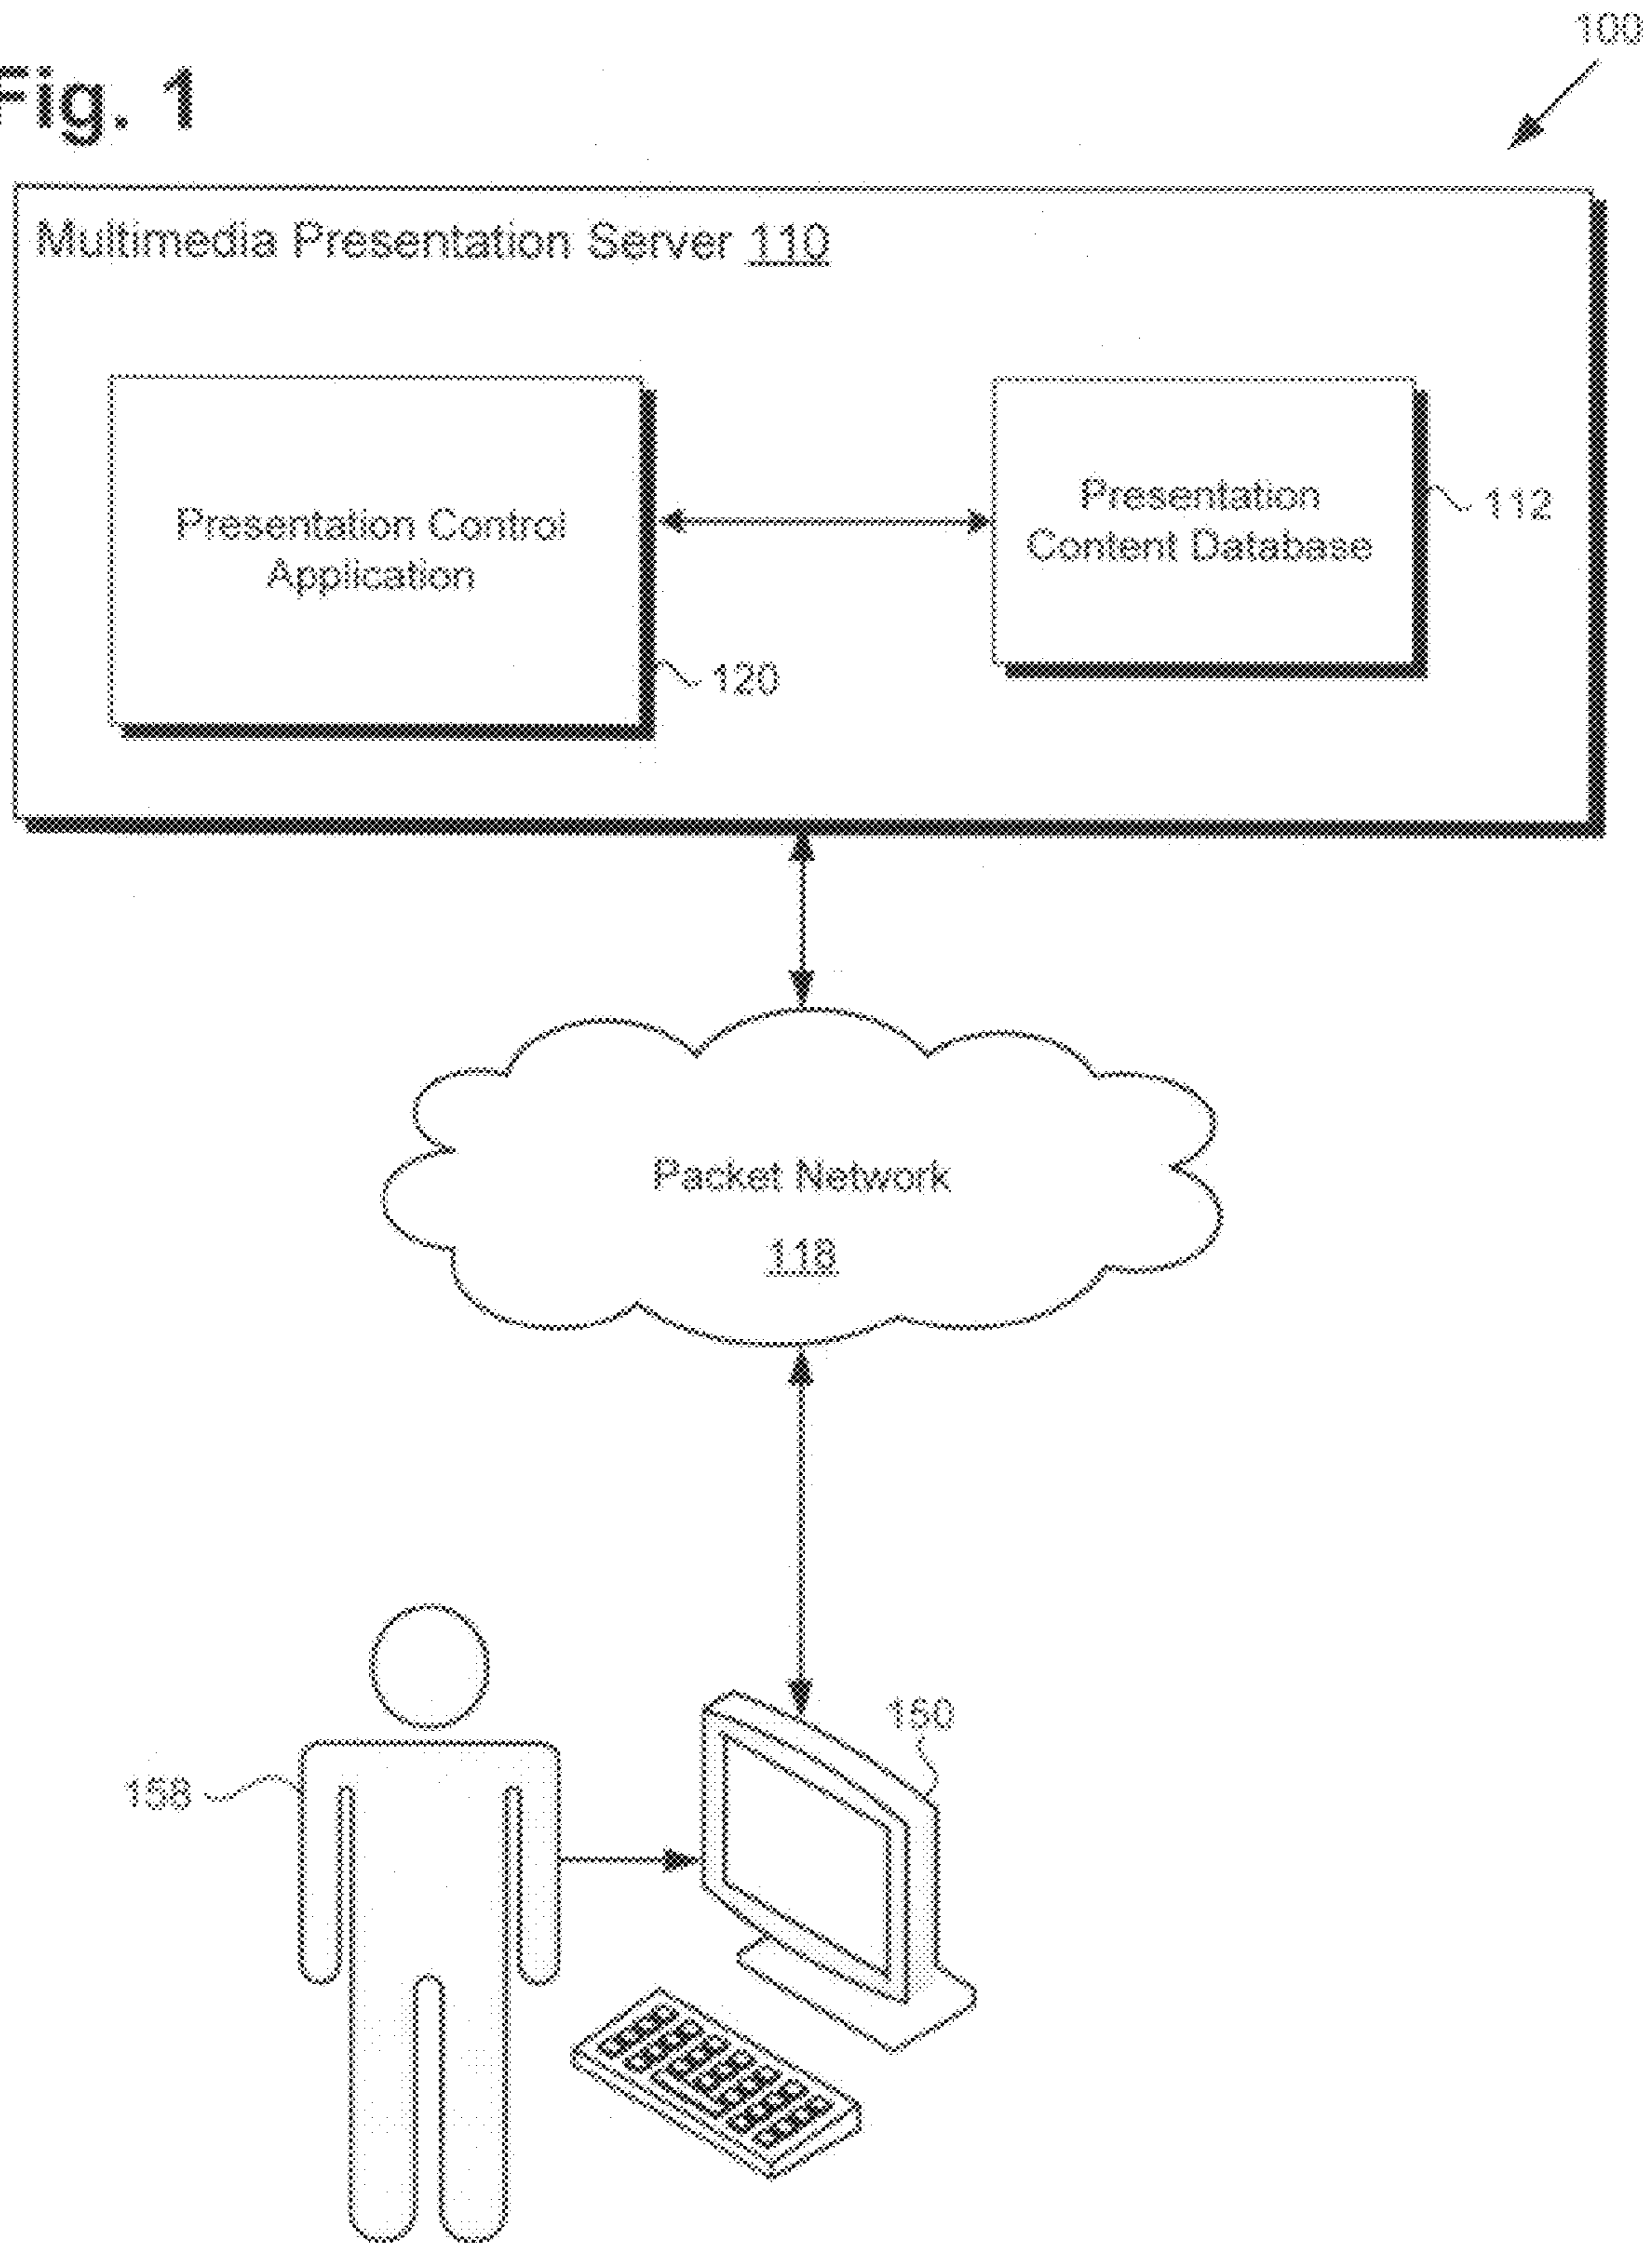 100
Fig. 1
Multimedia Presentation Server 110
Presentation Control
Application
Presentation
Content Database
112
120
Packet Network
118
150
158